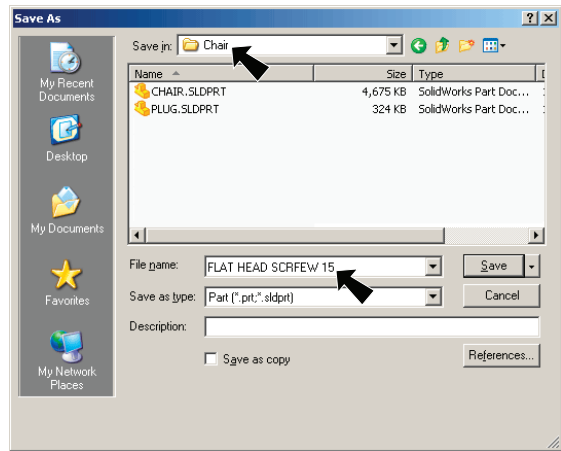 Save As
Save in: Chair
Name Size Type D
CHAIR.SLDPRT 4,675 KB SolidWorks Part Doc...
PLUG.SLDPRT 324 KB SolidWorks Part Doc...
My Recent
Documents
Desktop
My Documents
Favorites
My Network
Places
File name: FLAT HEAD SCRFEW 15 Save
Save as type: Part (*.prt;*.sldprt) Cancel
Description:
Save as copy References...